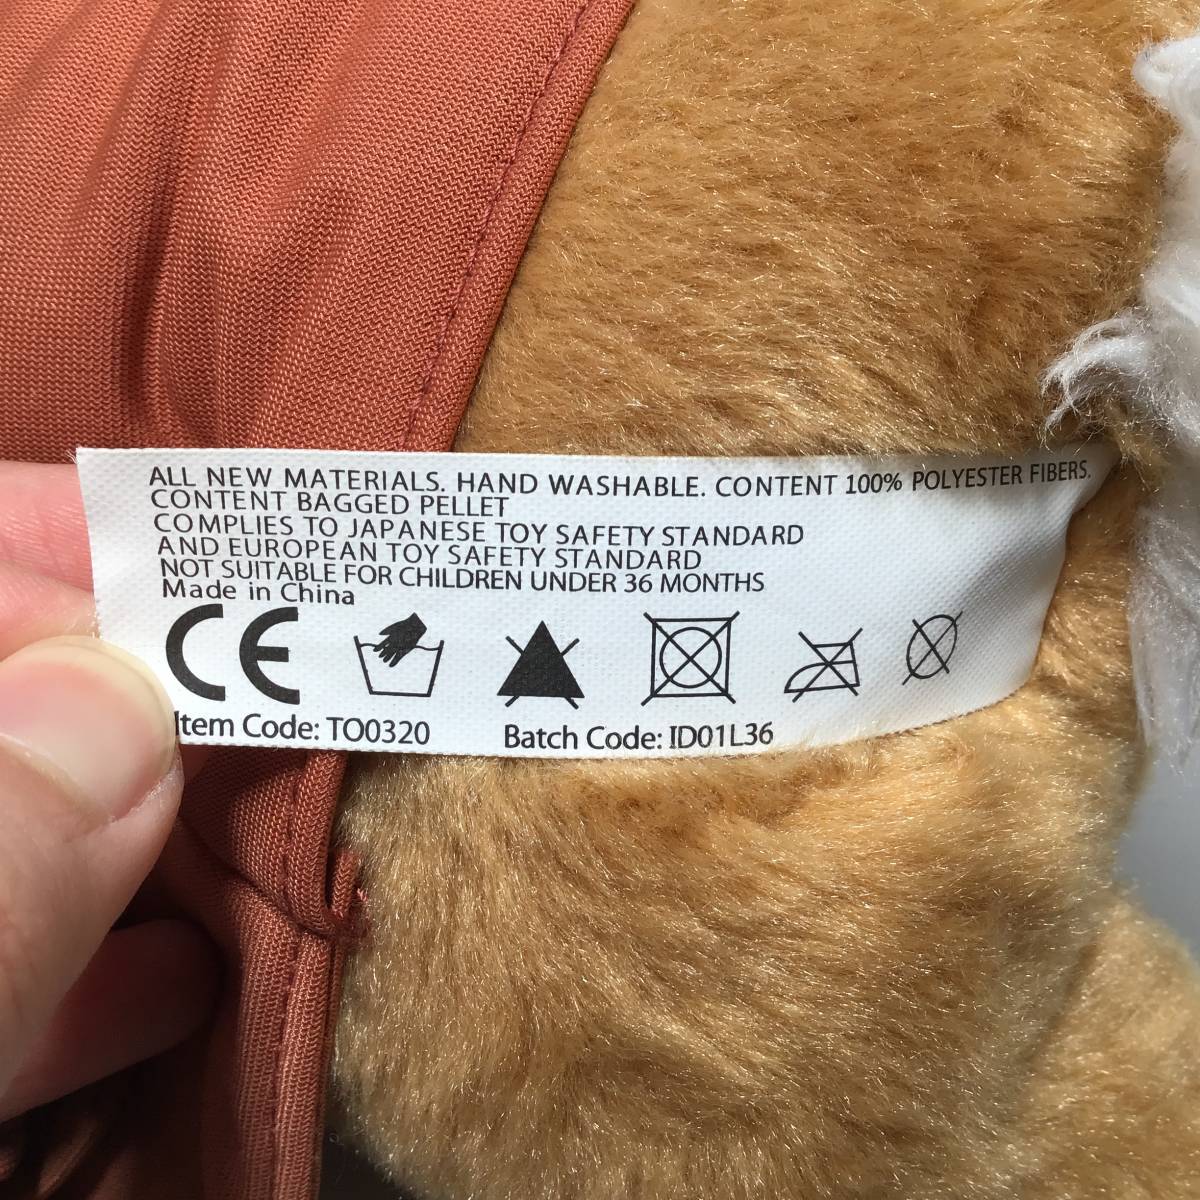 ALL NEW MATERIALS. HAND WASHABLE. CONTENT 100% POLYESTER FIBERS.
CONTENT BAGGED PELLET
COMPLIES TO JAPANESE TOY SAFETY STANDARD
AND EUROPEAN TOY SAFETY STANDARD
NOT SUITABLE FOR CHILDREN UNDER 36 MONTHS
Made in China
CE
Item Code: TO0320 Batch Code: ID01L36